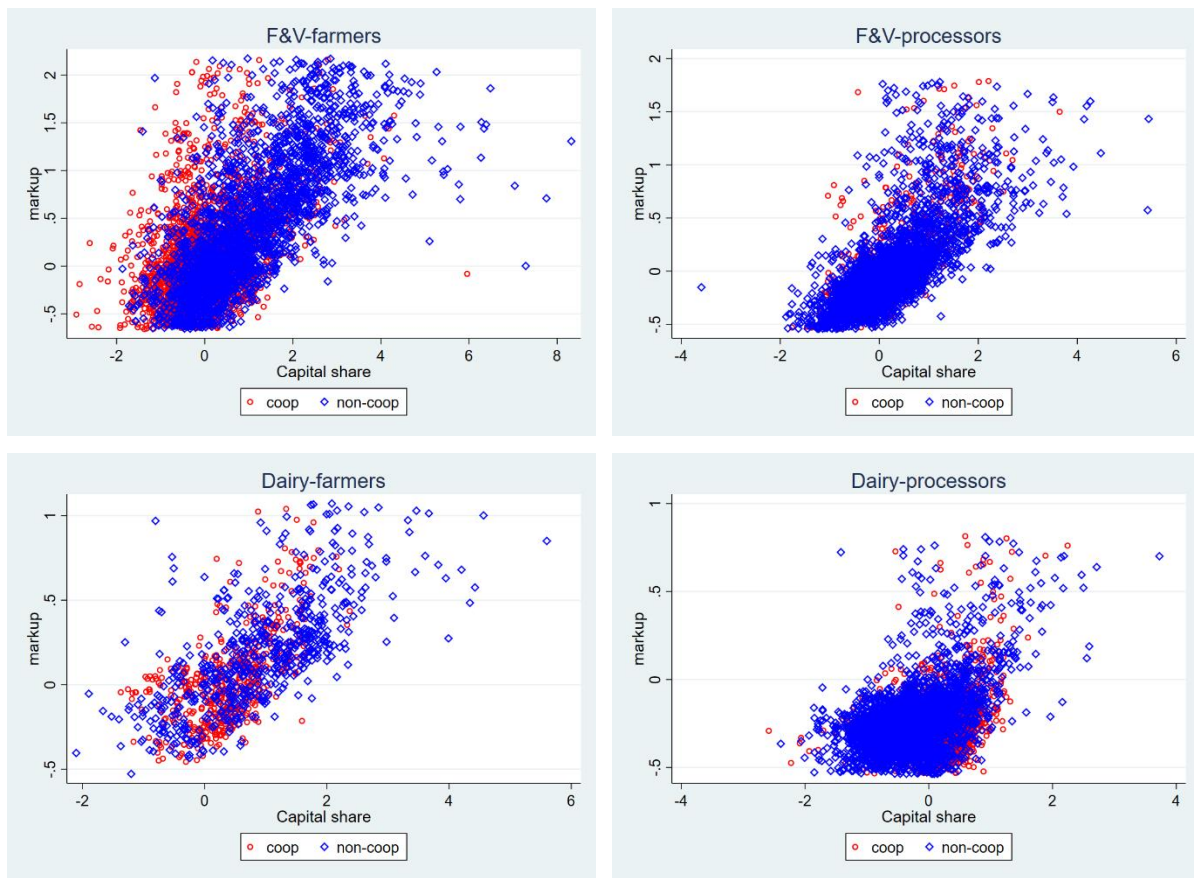 F&V-farmers
markup
2
1.5
1
.5
0
-.5
-2 0 2 4 6 8
Capital share
coop non-coop
F&V-processors
markup
2
1.5
1
.5
0
-.5
-4 -2 0 2 4 6
Capital share
coop non-coop
Dairy-farmers
markup
1
.5
0
-.5
-2 0 2 4 6
Capital share
coop non-coop
Dairy-processors
markup
1
.5
0
-.5
-4 -2 0 2 4
Capital share
coop non-coop